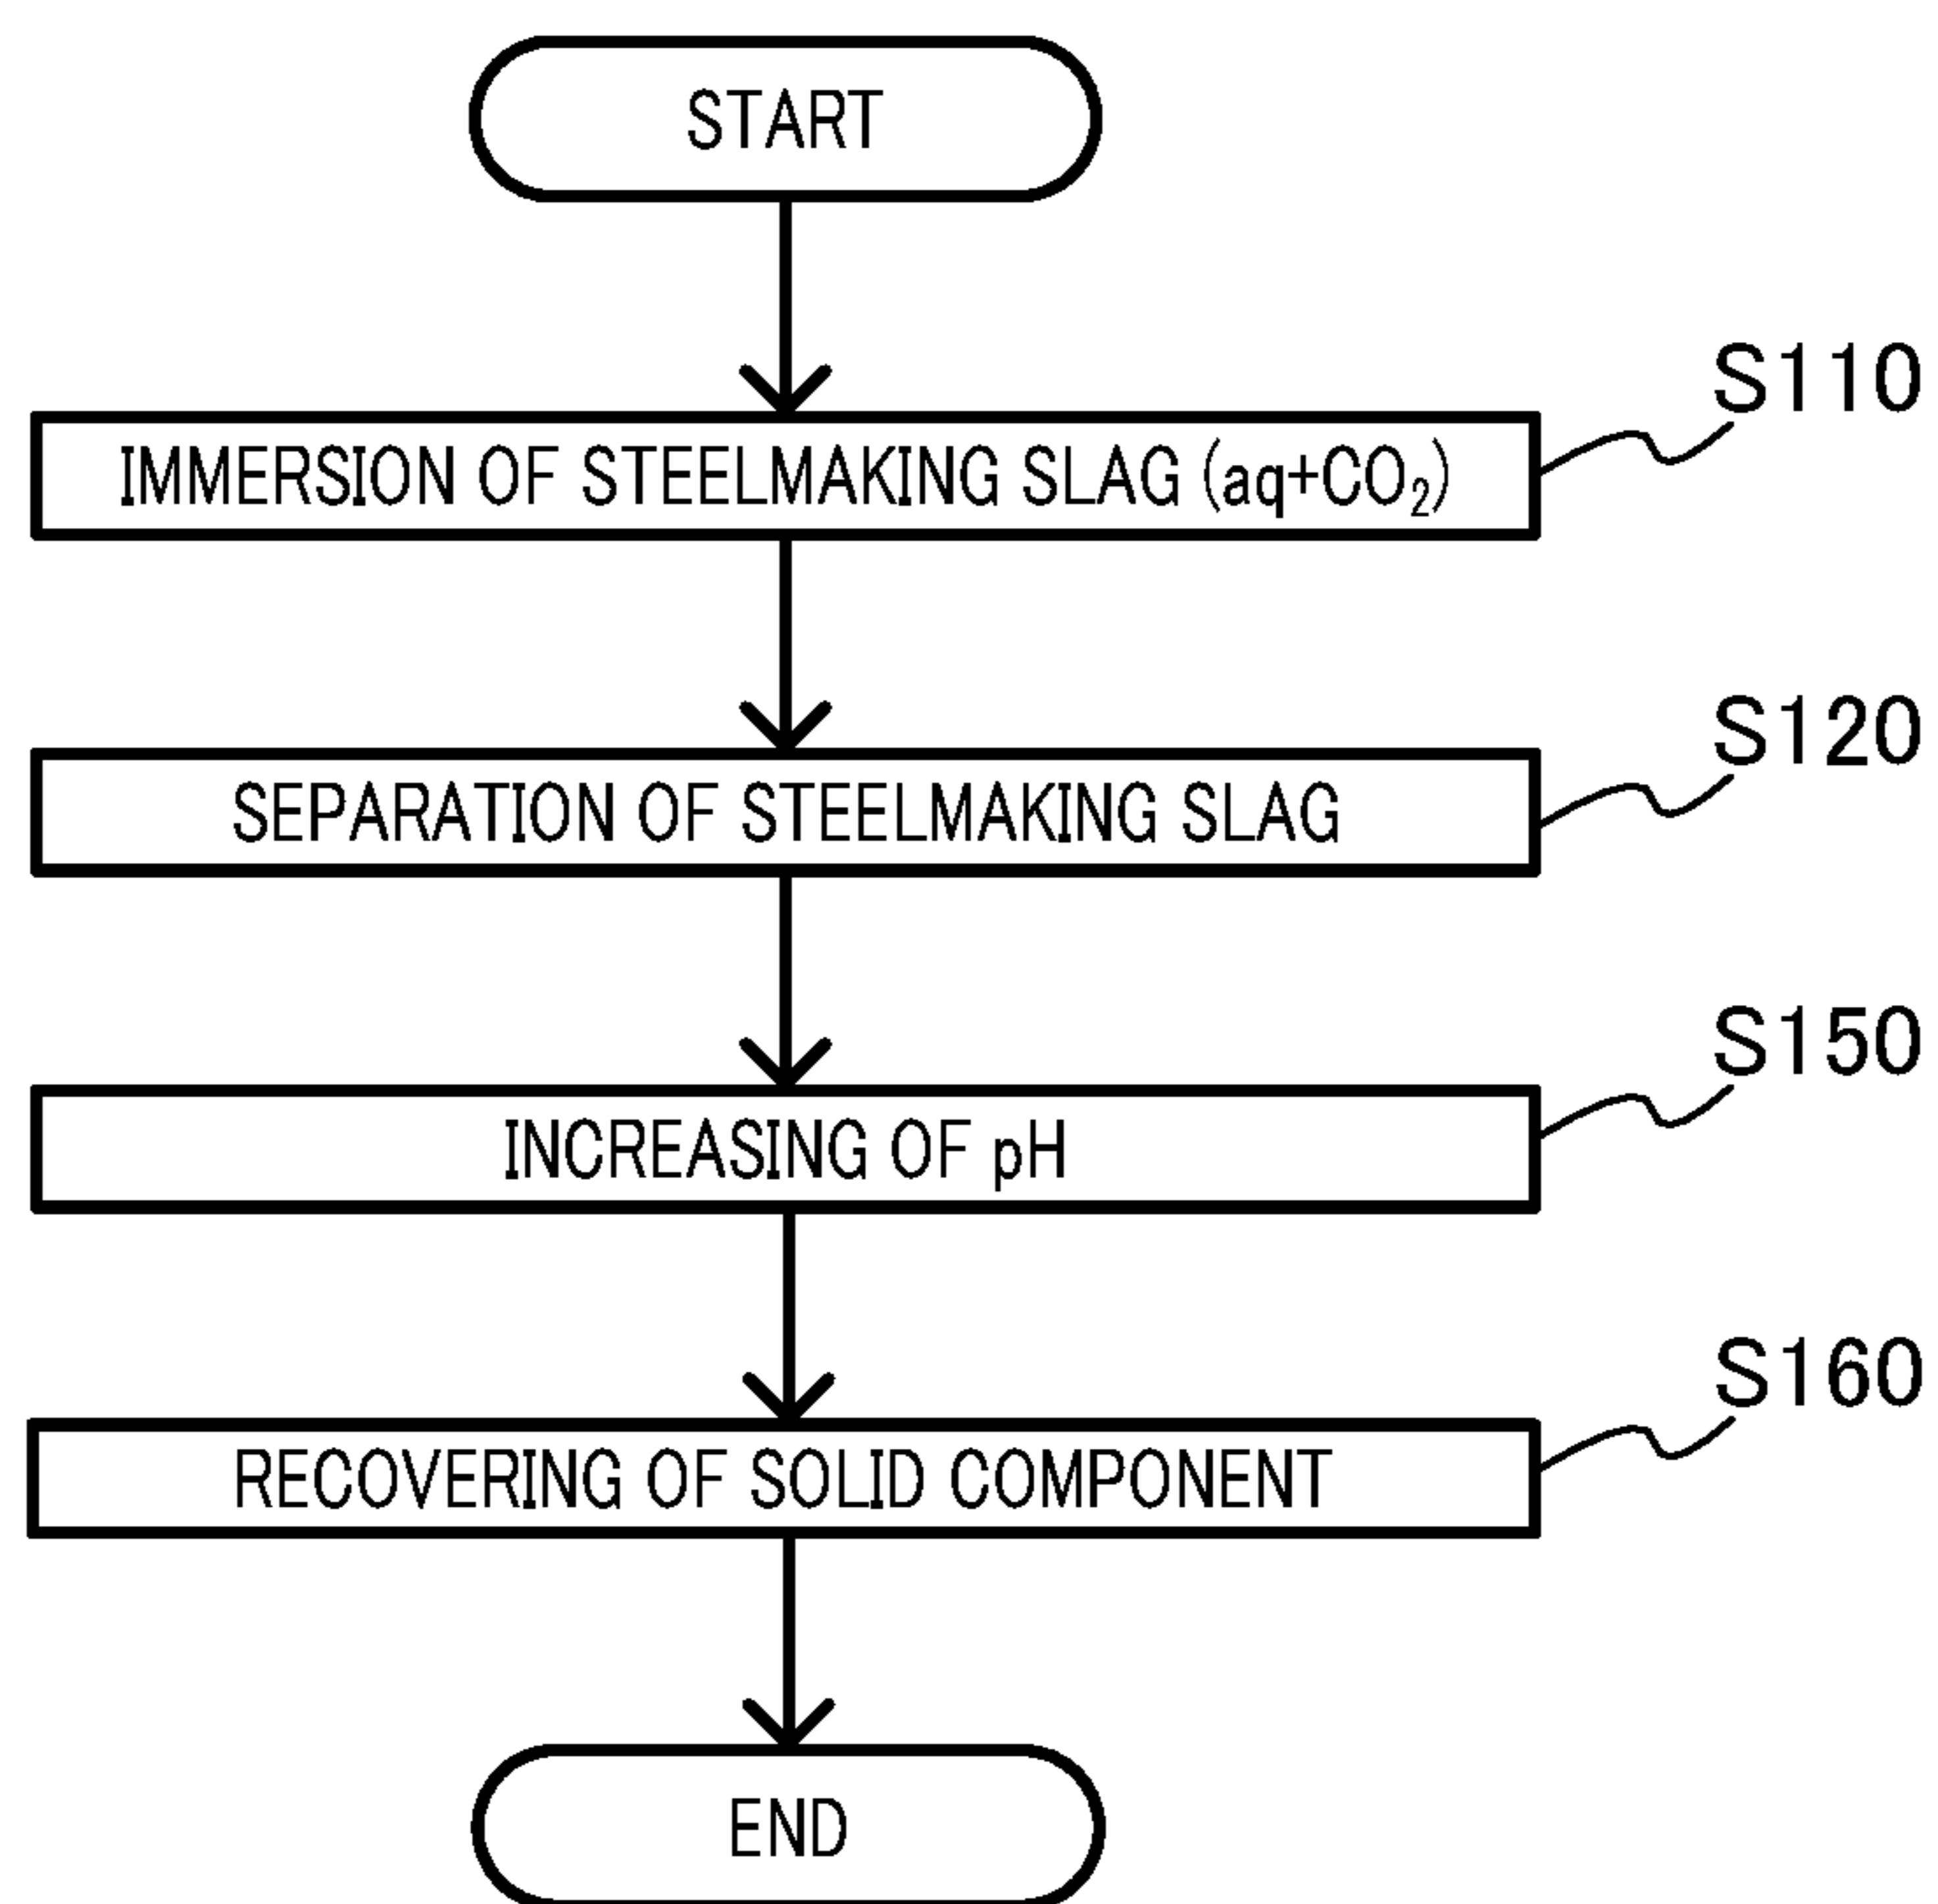 START
S110
IMMERSION OF STEELMAKING SLAG (aq+CO₂)
S120
SEPARATION OF STEELMAKING SLAG
S150
INCREASING OF pH
S160
RECOVERING OF SOLID COMPONENT
END